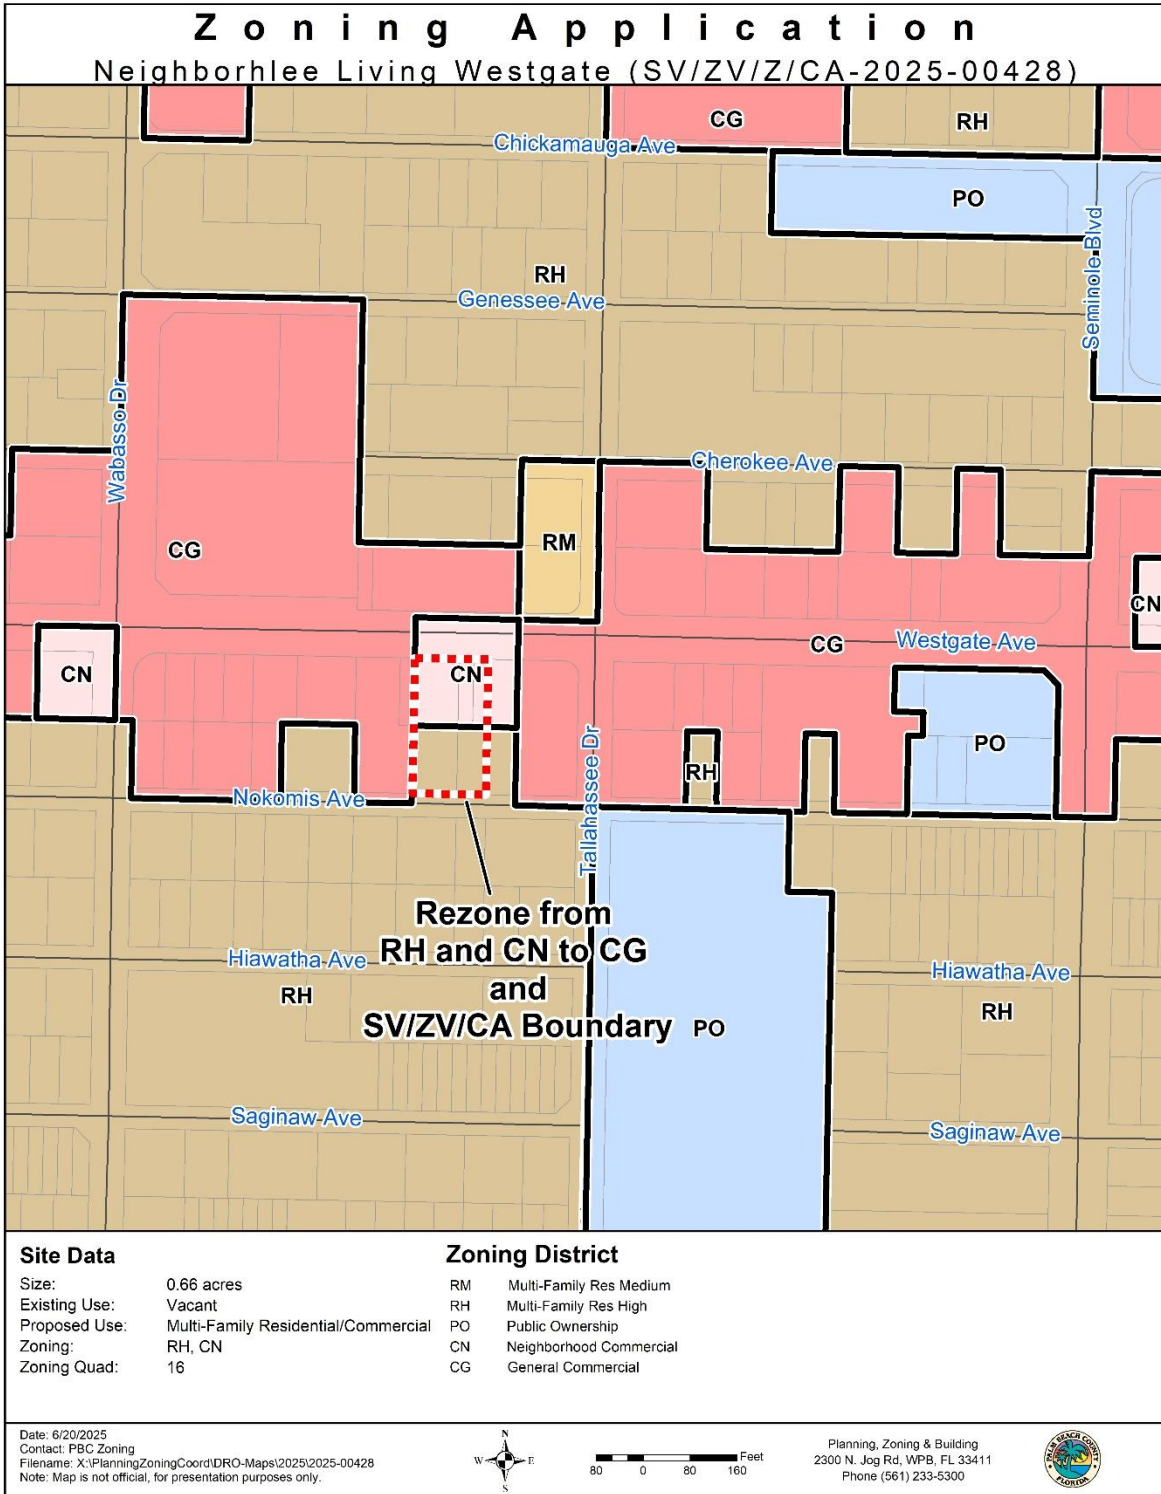 Zoning Application
Neighborhlee Living Westgate (SV/ZV/Z/CA-2025-00428)
CG
RH
Chickamauga Ave
PO
Seminole Blvd
RH
Genessee Ave
Wabasso Dr
Cherokee Ave
RM
CG
CN
Westgate Ave
CG
CN
CN
PO
RH
Nokomis Ave
Tallahassee Dr
Rezone from
RH and CN to CG
and
SV/ZV/CA Boundary
Hiawatha Ave
Hiawatha Ave
RH
RH
PO
Saginaw Ave
Saginaw Ave
Site Data
Size: 0.66 acres
Existing Use: Vacant
Proposed Use: Multi-Family Residential/Commercial
Zoning: RH, CN
Zoning Quad: 16
Zoning District
RM Multi-Family Res Medium
RH Multi-Family Res High
PO Public Ownership
CN Neighborhood Commercial
CG General Commercial
Date: 6/20/2025
Contact: PBC Zoning
Filename: X:\PlanningZoningCoord\DRO-Maps\2025\2025-00428
Note: Map is not official, for presentation purposes only.
N
W E
S
Feet
80 0 80 160
Planning, Zoning & Building
2300 N. Jog Rd, WPB, FL 33411
Phone (561) 233-5300
PALM BEACH COUNTY
FLORIDA